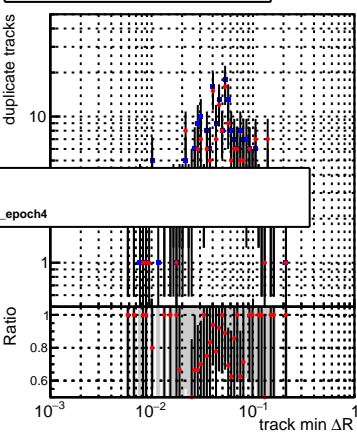 duplicate tracks
10
_epoch4
1
Ratio
1
0.8
0.6
10⁻³ 10⁻² 10⁻¹ 1
track min ΔR